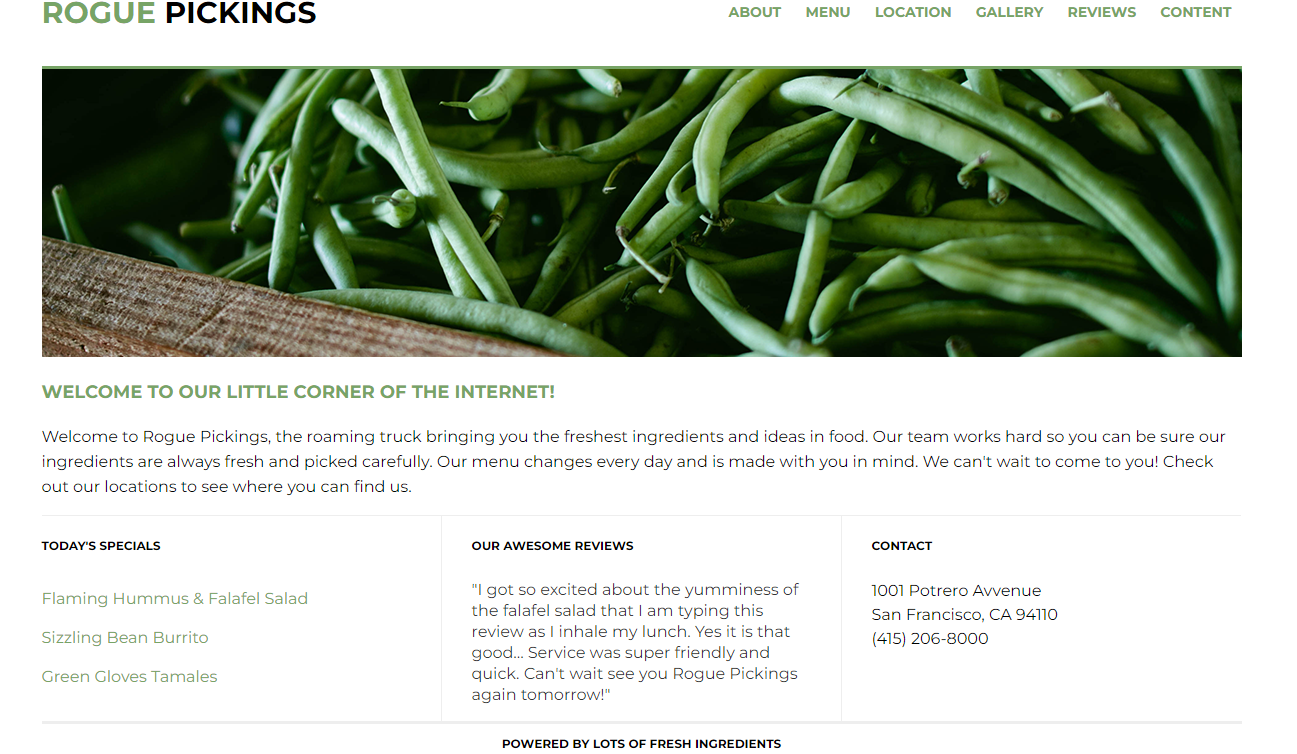 ROGUE PICKINGS
ABOUT MENU LOCATION GALLERY REVIEWS CONTENT
WELCOME TO OUR LITTLE CORNER OF THE INTERNET!
Welcome to Rogue Pickings, the roaming truck bringing you the freshest ingredients and ideas in food. Our team works hard so you can be sure our
ingredients are always fresh and picked carefully. Our menu changes every day and is made with you in mind. We can't wait to come to you! Check
out our locations to see where you can find us.
TODAY'S SPECIALS
Flaming Hummus & Falafel Salad
Sizzling Bean Burrito
Green Gloves Tamales
OUR AWESOME REVIEWS
"I got so excited about the yumminess of
the falafel salad that I am typing this
review as I inhale my lunch. Yes it is that
good... Service was super friendly and
quick. Can't wait see you Rogue Pickings
again tomorrow!"
CONTACT
1001 Potrero Avvenue
San Francisco, CA 94110
(415) 206-8000
POWERED BY LOTS OF FRESH INGREDIENTS